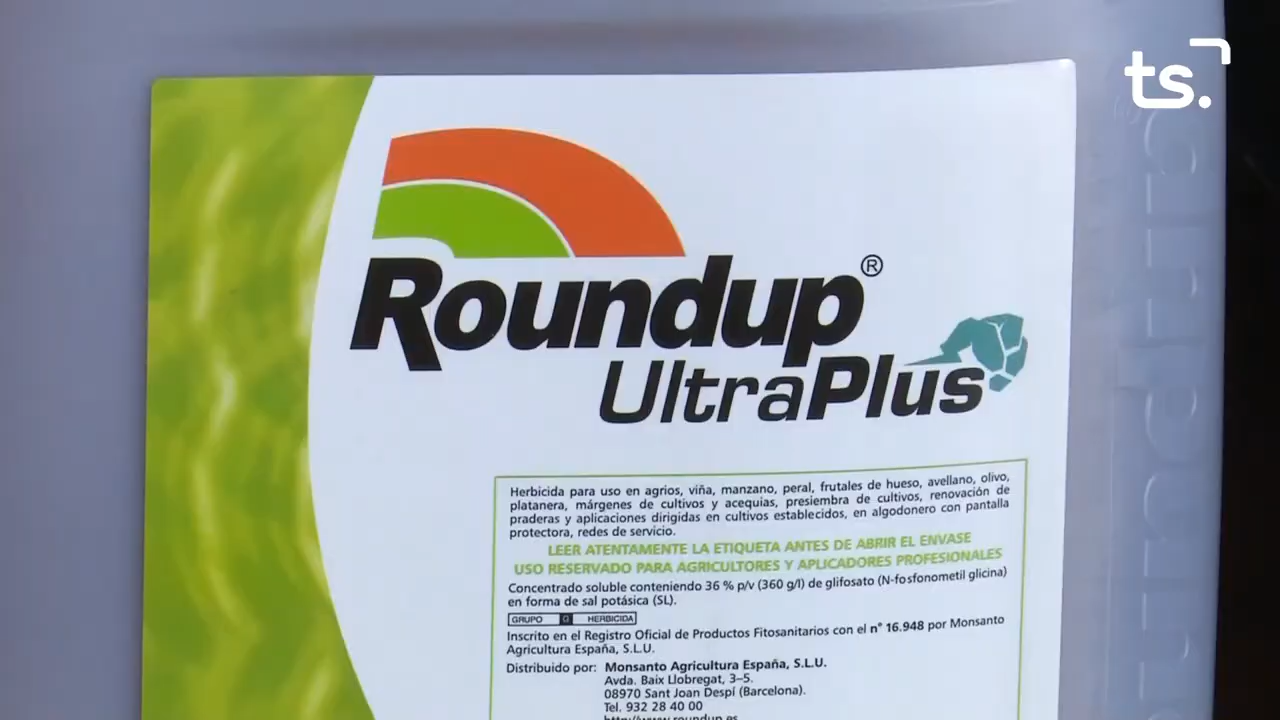 ts.
Roundup®
UltraPlus
Herbicida para uso en agrios, viña, manzano, peral, frutales de hueso, avellano, olivo,
platanera, márgenes de cultivos y acequias, presiembra de cultivos, renovación de
praderas y aplicaciones dirigidas en cultivos establecidos, en algodonero con pantalla
protectora, redes de servicio.
LEER ATENTAMENTE LA ETIQUETA ANTES DE ABRIR EL ENVASE
USO RESERVADO PARA AGRICULTORES Y APLICADORES PROFESIONALES
Concentrado soluble conteniendo 36 % p/v (360 g/l) de glifosato (N-fosfonometil glicina)
en forma de sal potásica (SL).
GRUPO G HERBICIDA
Inscrito en el Registro Oficial de Productos Fitosanitarios con el nº 16.948 por Monsanto
Agricultura España, S.L.U.
Distribuido por: Monsanto Agricultura España, S.L.U.
Avda. Baix Llobregat, 3–5.
08970 Sant Joan Despí (Barcelona).
Tel. 932 28 40 00
http://www.roundup.es